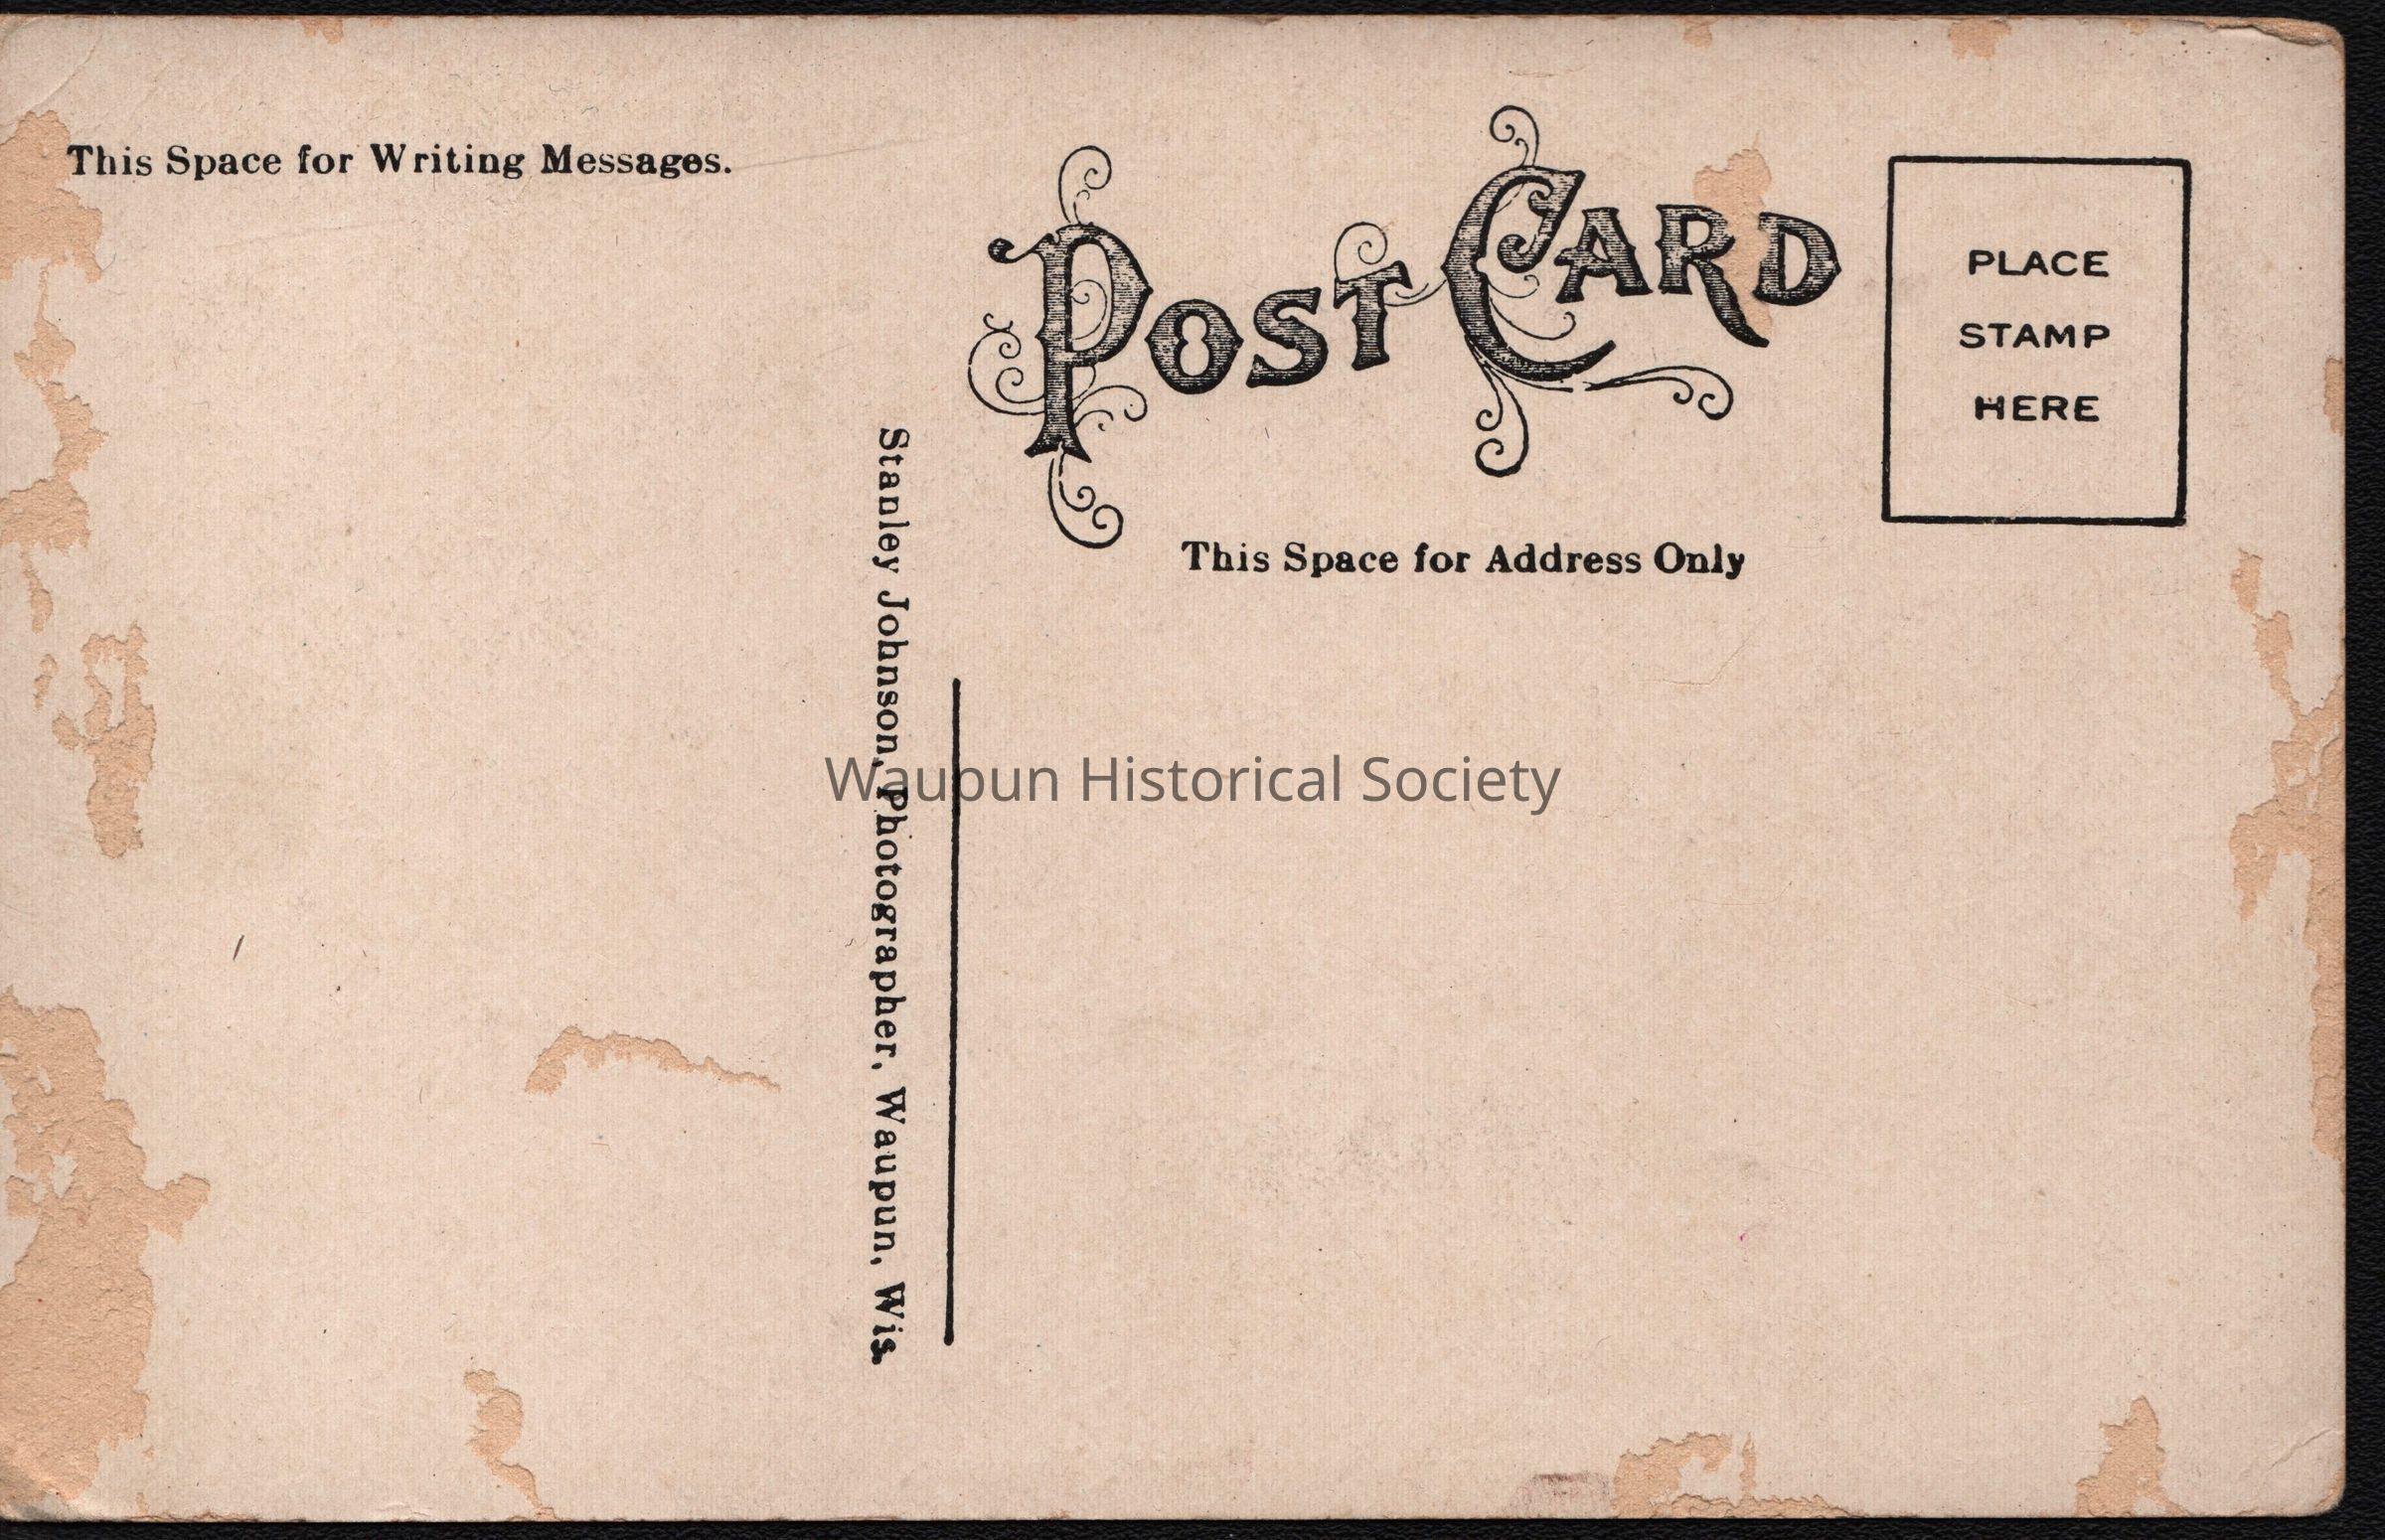 This Space for Writing Messages.
POST CARD
PLACE
STAMP
HERE
This Space for Address Only
Stanley Johnson, Photographer, Waupun, Wis.
Waupun Historical Society